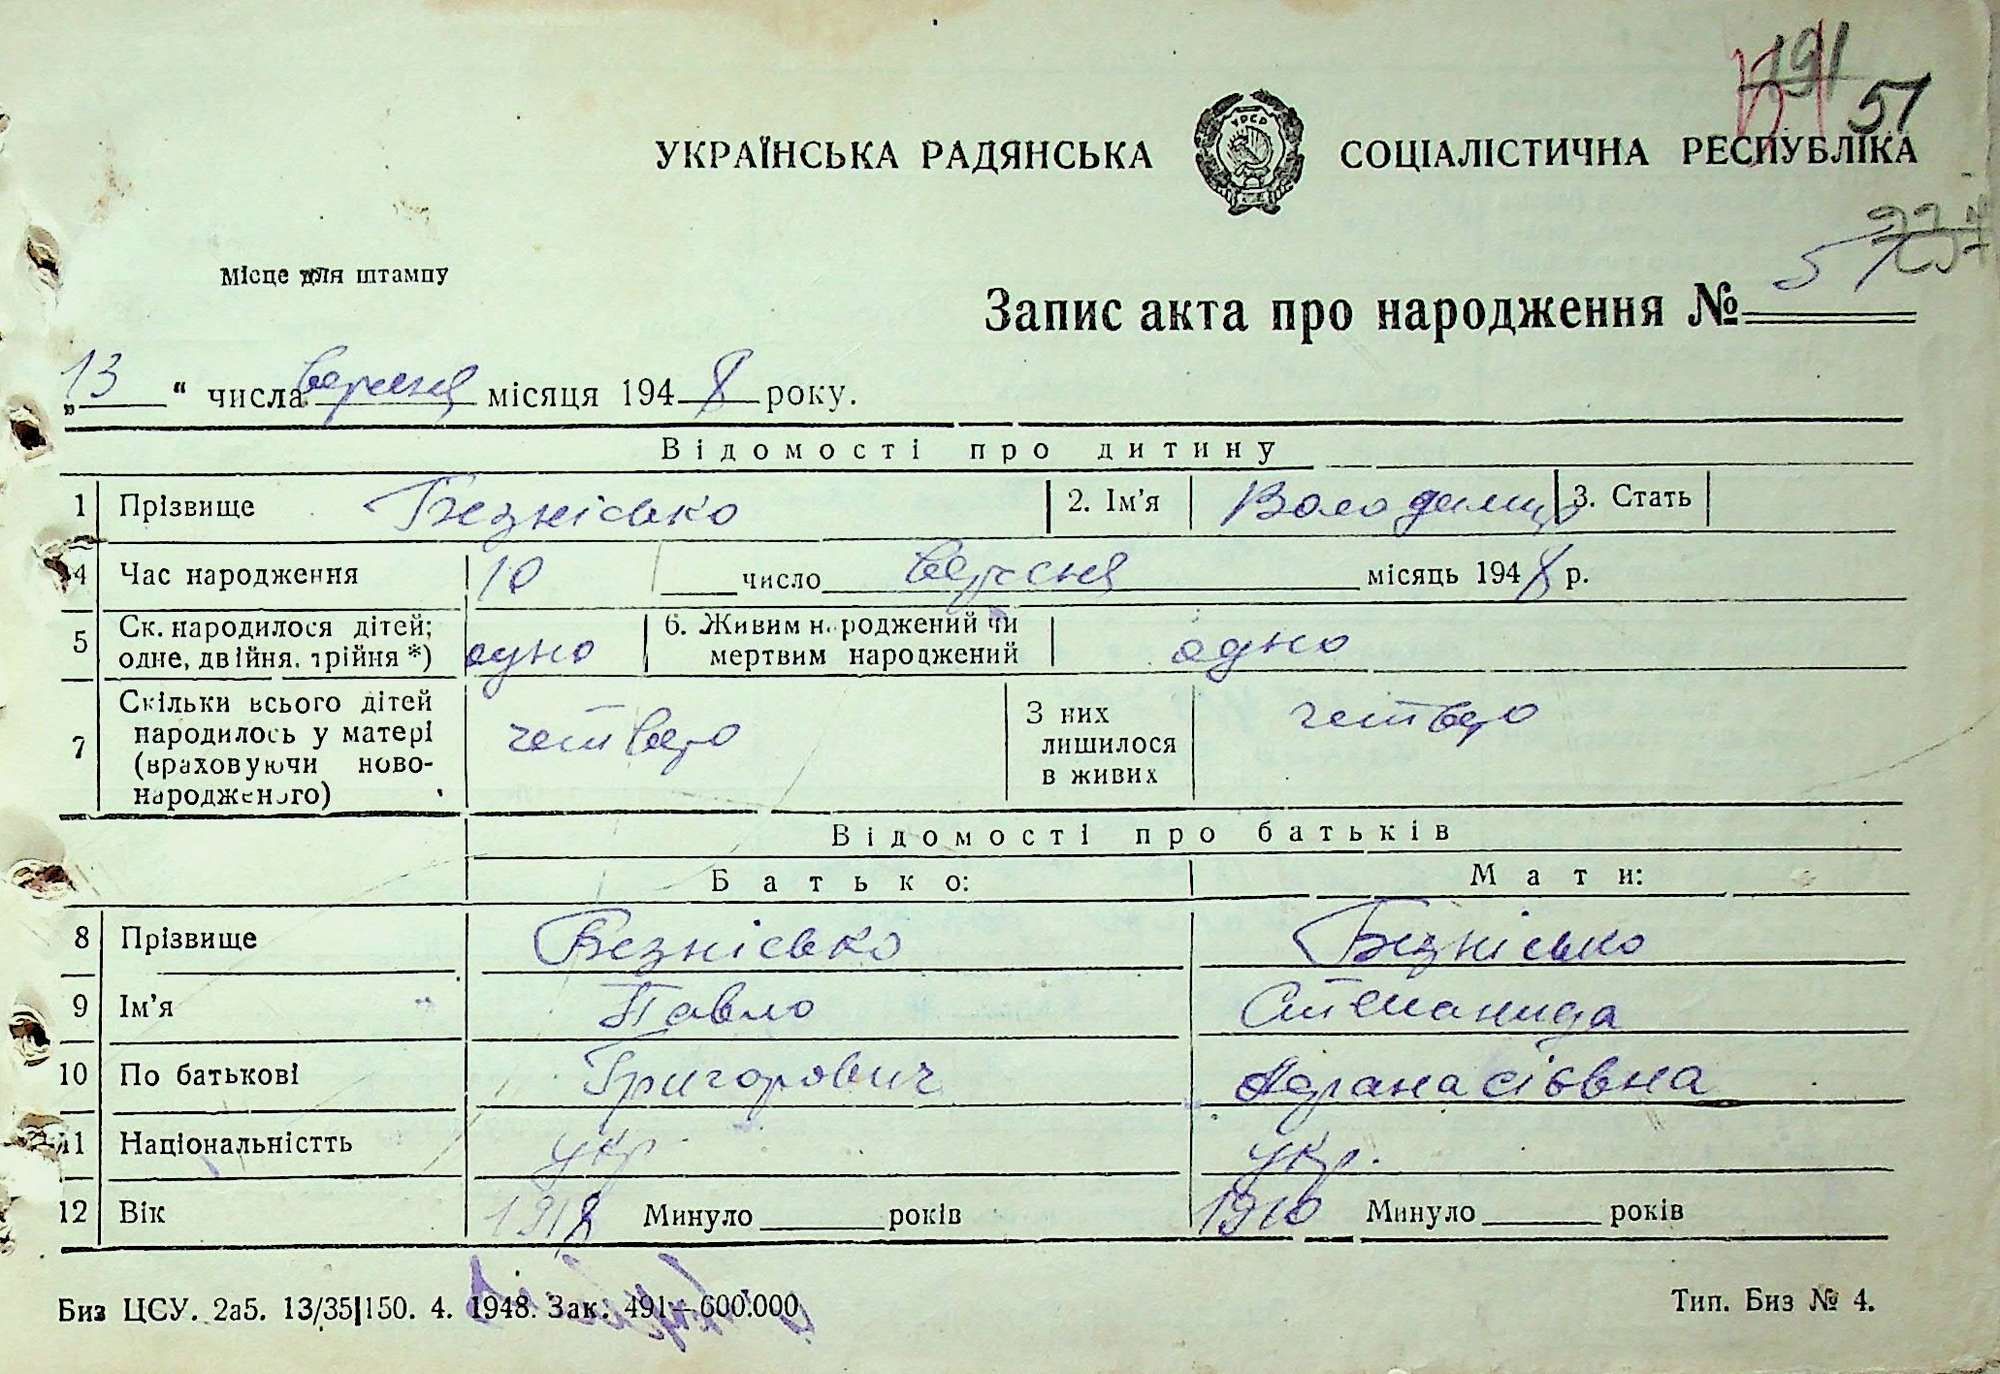 191
51
УКРАЇНСЬКА РАДЯНСЬКА СОЦІАЛІСТИЧНА РЕСПУБЛІКА
УРСР
Місце для штампу
Запис акта про народження № 51
„13“ числа вересня місяця 1948 року.
Відомості про дитину
1 Прізвище Безнісько 2. Ім'я Володимир 3. Стать
4 Час народження 10 число вересня місяць 1948 р.
5 Ск. народилося дітей; одне, двійня, трійня *) одно 6. Живим народжений чи мертвим народжений одно
7 Скільки всього дітей народилось у матері (враховуючи новонародженого) четверо З них лишилося в живих четверо
Відомості про батьків
Батько: Мати:
8 Прізвище Безнісько Безнісько
9 Ім'я Павло Степанида
10 По батькові Григорович Афанасіівна
11 Національністть укр укр.
12 Вік 1918 Минуло років 1910 Минуло років
Биз ЦСУ. 2а5. 13/35|150. 4. 1948. Зак. 491—600.000 Тип. Биз № 4.